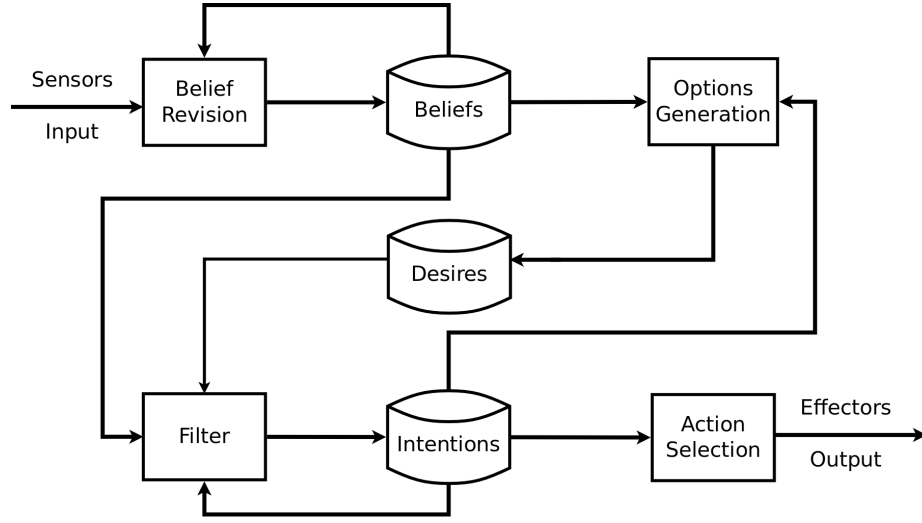 Sensors
Input
Belief
Revision
Beliefs
Options
Generation
Desires
Filter
Intentions
Action
Selection
Effectors
Output